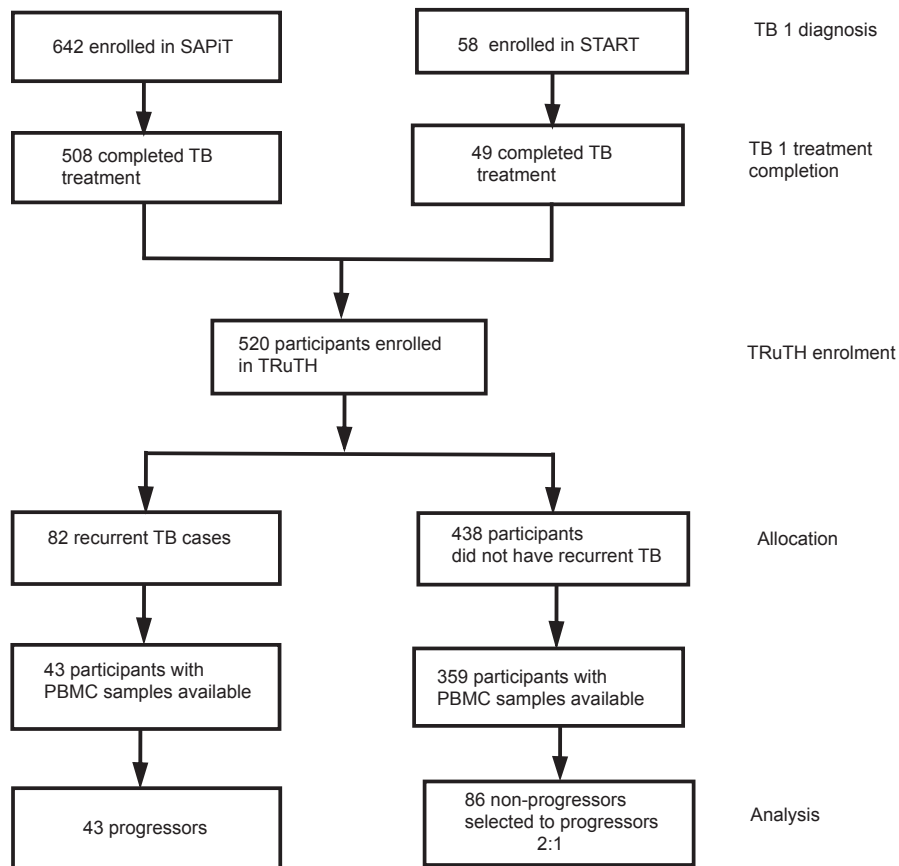 642 enrolled in SAPiT
58 enrolled in START
TB 1 diagnosis
508 completed TB
treatment
49 completed TB
treatment
TB 1 treatment
completion
520 participants enrolled
in TRuTH
TRuTH enrolment
82 recurrent TB cases
438 participants
did not have recurrent TB
Allocation
43 participants with
PBMC samples available
359 participants with
PBMC samples available
43 progressors
86 non-progressors
selected to progressors
2:1
Analysis